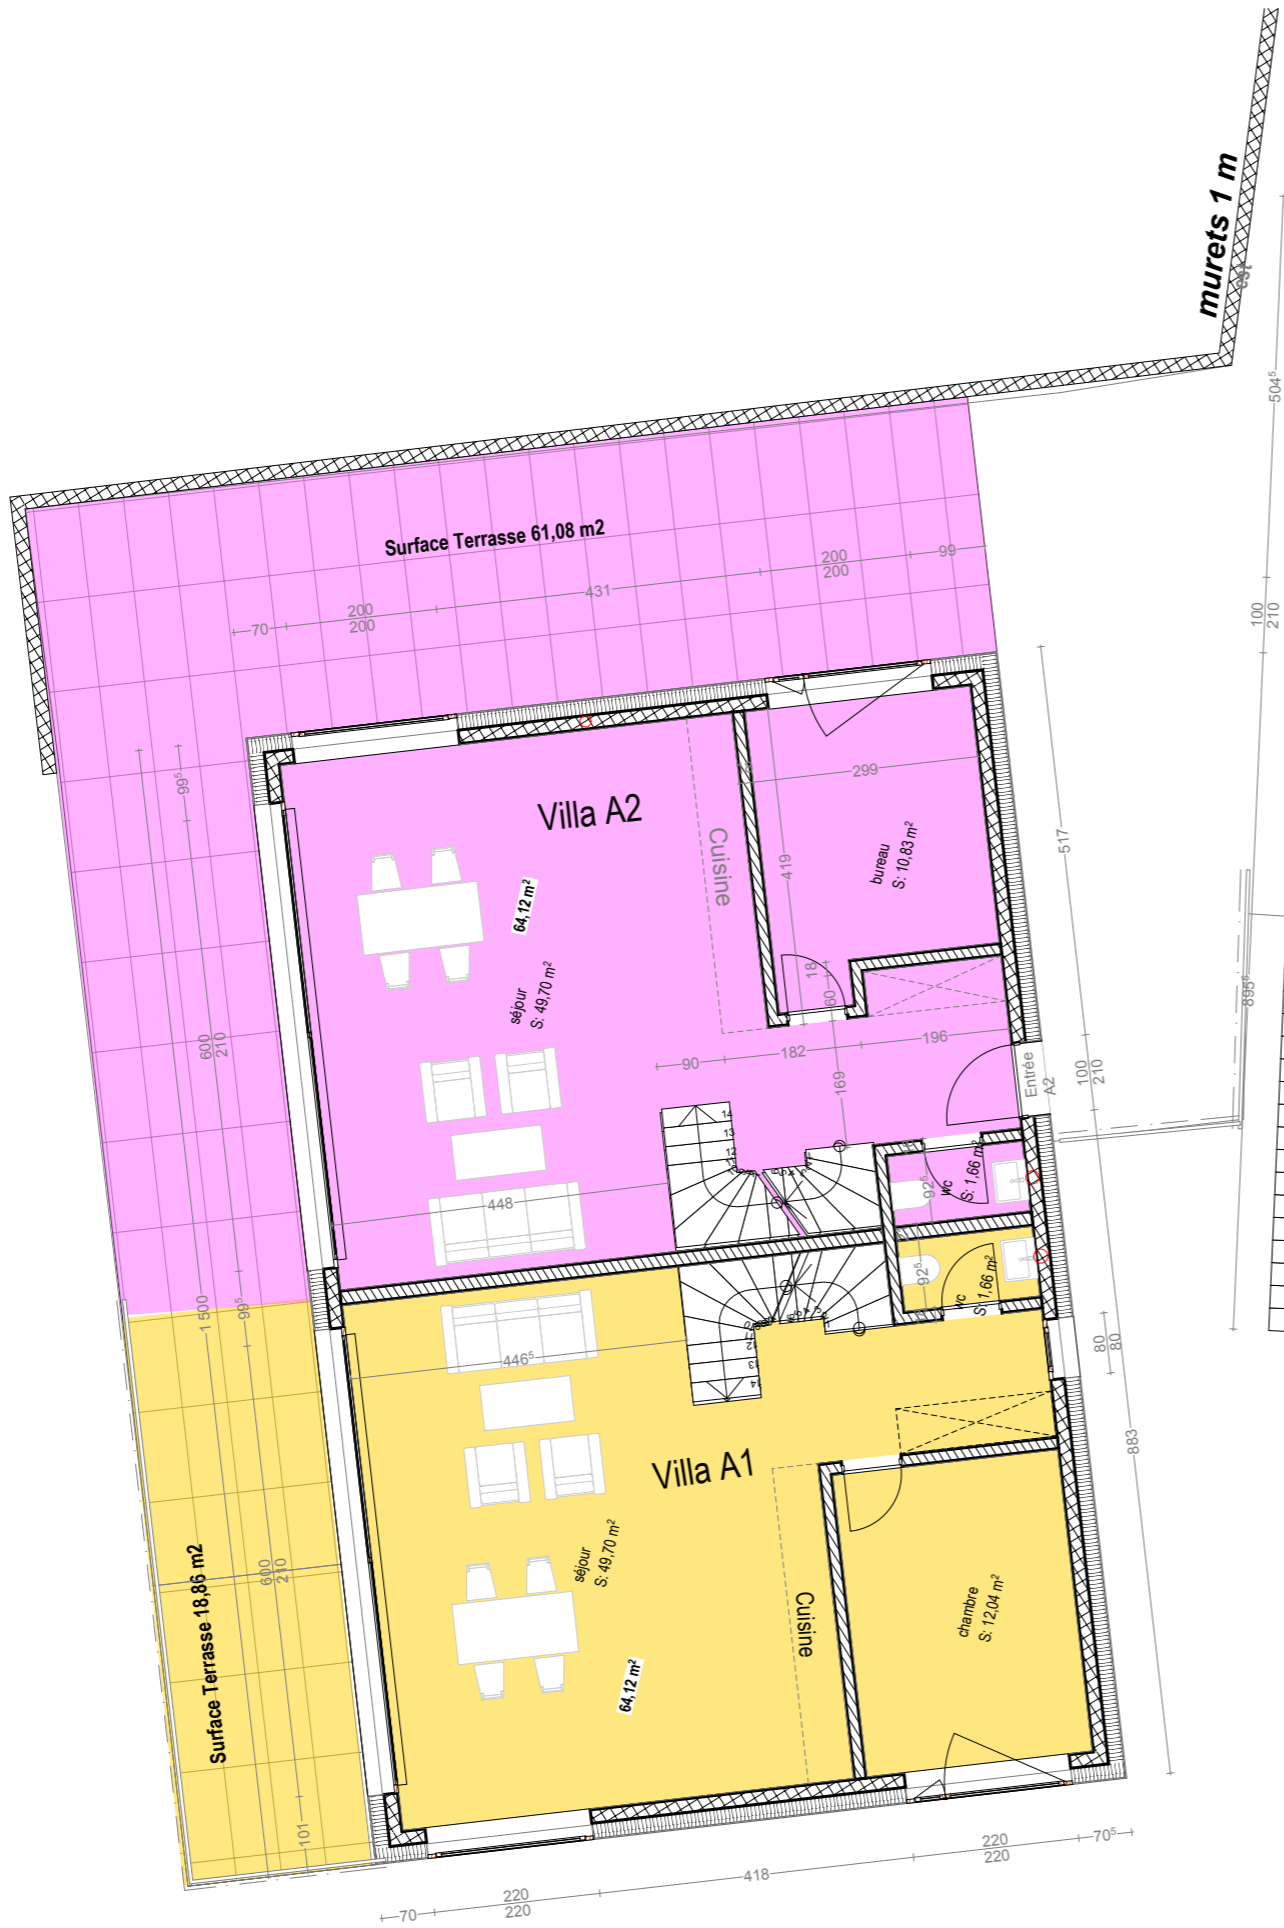 murets 1 m
est
504⁵
100
210
Surface Terrasse 61,08 m2
70
200
200
431
200
200
99
99⁵
600
210
1 500
99⁵
600
210
101
Villa A2
Cuisine
64,12 m²
séjour
S: 49,70 m²
299
419
bureau
S: 10,83 m²
517
895⁵
18
60
90
182
196
169
Entrée
A2
100
210
14
13
12
448
92⁵
wc
S: 1,66 m²
92⁵
wc
S: 1,66 m²
12
13
14
446⁵
80
80
883
Villa A1
séjour
S: 49,70 m²
Cuisine
64,12 m²
chambre
S: 12,04 m²
Surface Terrasse 18,86 m2
70
220
220
418
220
220
70⁵